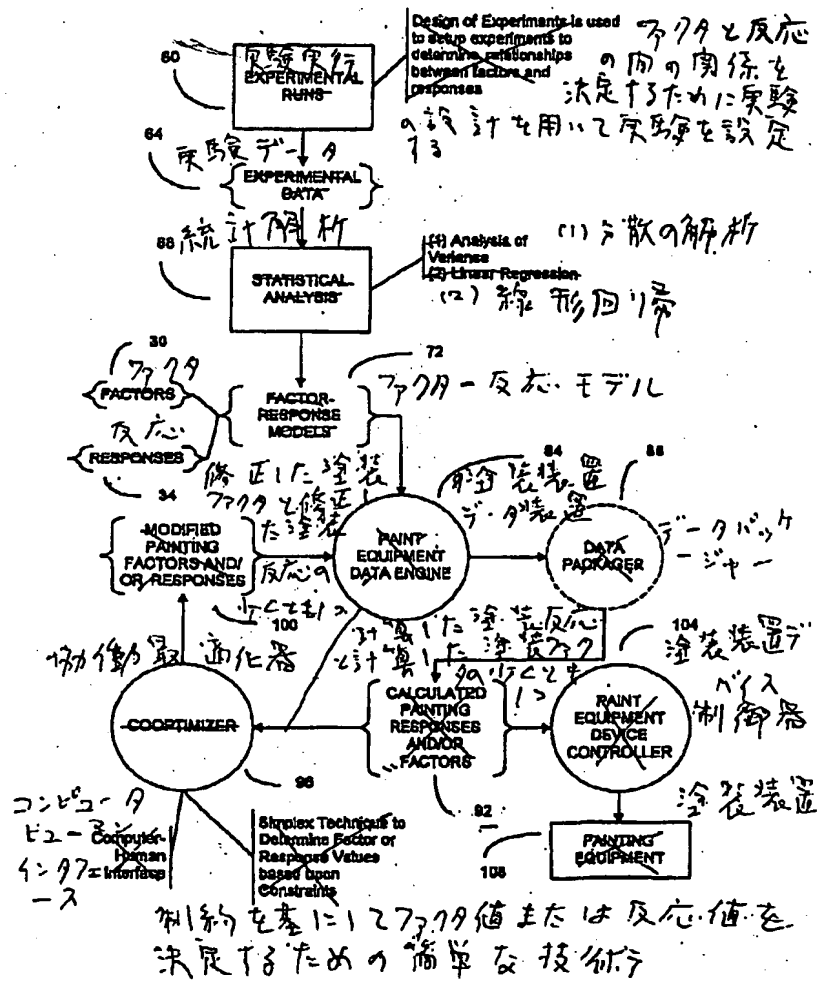 Design of Experiments is used
to setup experiments to
determine relationships
between factors and
responses
ファクタと反応
の間の関係を
決定するために実験
の設計を用いて実験を設定
する
60
実験実行
EXPERIMENTAL
RUNS
64
実験データ
EXPERIMENTAL
DATA
68
統計解析
STATISTICAL
ANALYSIS
(1) Analysis of
Variance
(2) Linear Regression
(1) 分散の解析
(2) 線形回帰
30
ファクタ
FACTORS
反応
RESPONSES
34
72
FACTOR-
RESPONSE
MODELS
ファクター反応・モデル
修正した塗装
ファクタと修正し
た塗装
反応の
少くとも1つ
MODIFIED
PAINTING
FACTORS AND/
OR RESPONSES
100
84
塗装装置
データ装置
PAINT
EQUIPMENT
DATA ENGINE
88
DATA
PACKAGER
データパッケ
ージャー
計算した塗装反応
と計算した塗装ファク
タの少くとも
1つ
CALCULATED
PAINTING
RESPONSES
AND/OR
FACTORS
92
104
塗装装置デ
バイス
制御器
PAINT
EQUIPMENT
DEVICE
CONTROLLER
塗装装置
PAINTING
EQUIPMENT
108
協働最適化器
COOPTIMIZER
96
コンピュータ
ヒューマン
インタフェ
ース
Computer-
Human
Interface
Simplex Technique to
Determine Factor or
Response Values
based upon
Constraints
制約を基にしてファクタ値または反応値を
決定するための簡単な技術